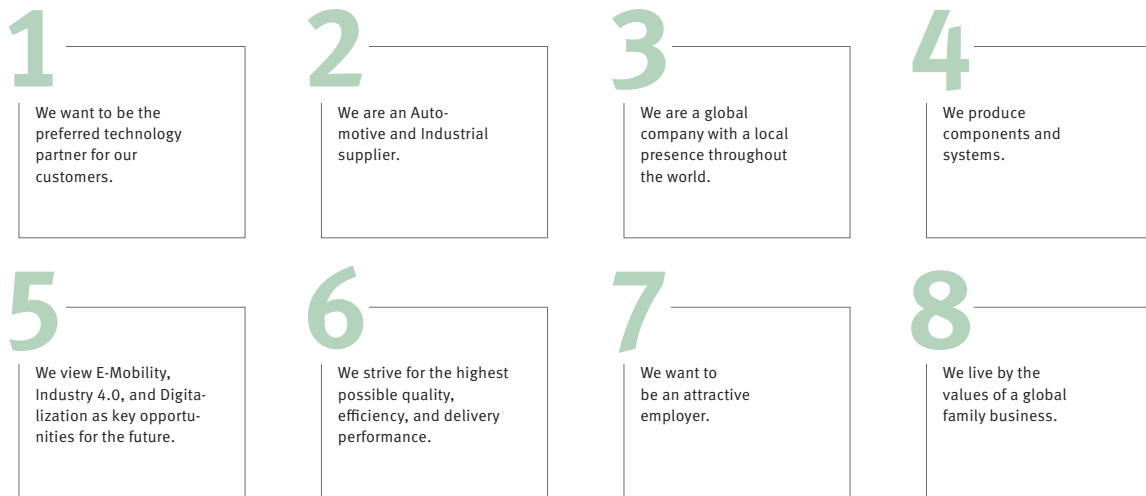 1
We want to be the
preferred technology
partner for our
customers.
2
We are an Auto-
motive and Industrial
supplier.
3
We are a global
company with a local
presence throughout
the world.
4
We produce
components and
systems.
5
We view E-Mobility,
Industry 4.0, and Digita-
lization as key opportu-
nities for the future.
6
We strive for the highest
possible quality,
efficiency, and delivery
performance.
7
We want to
be an attractive
employer.
8
We live by the
values of a global
family business.